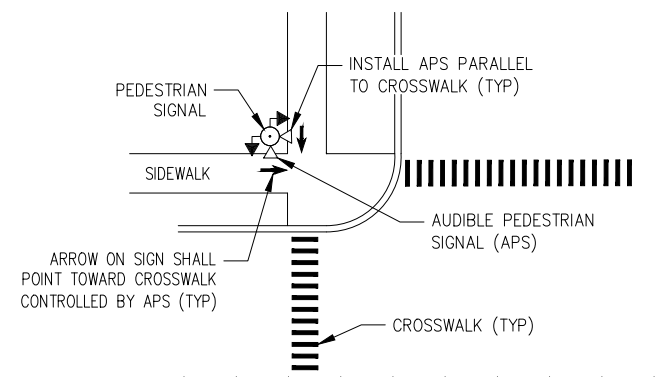 INSTALL APS PARALLEL
TO CROSSWALK (TYP)
PEDESTRIAN
SIGNAL
SIDEWALK
AUDIBLE PEDESTRIAN
SIGNAL (APS)
ARROW ON SIGN SHALL
POINT TOWARD CROSSWALK
CONTROLLED BY APS (TYP)
CROSSWALK (TYP)